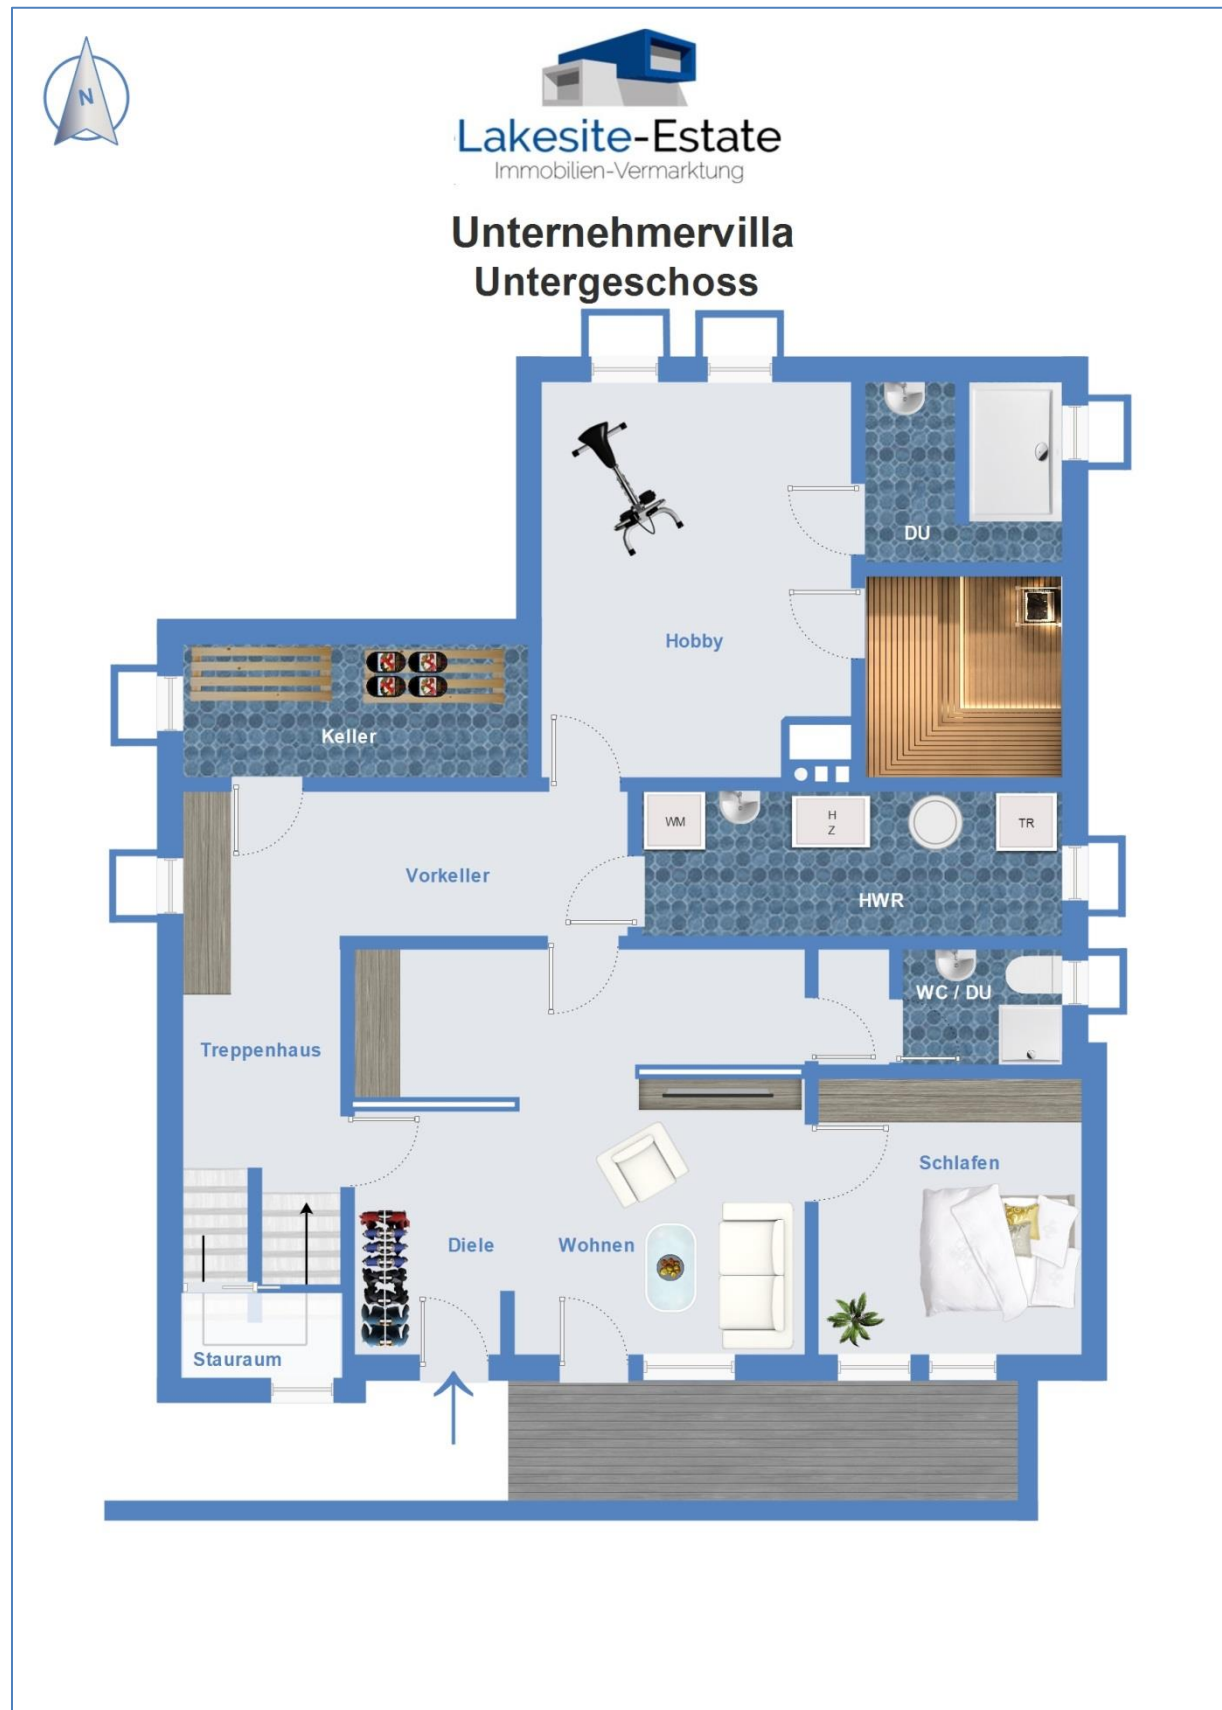 N
Lakesite-Estate
Immobilien-Vermarktung
Unternehmervilla
Untergeschoss
DU
Hobby
Keller
WM
H
Z
TR
Vorkeller
HWR
WC / DU
Treppenhaus
Schlafen
Diele
Wohnen
Stauraum